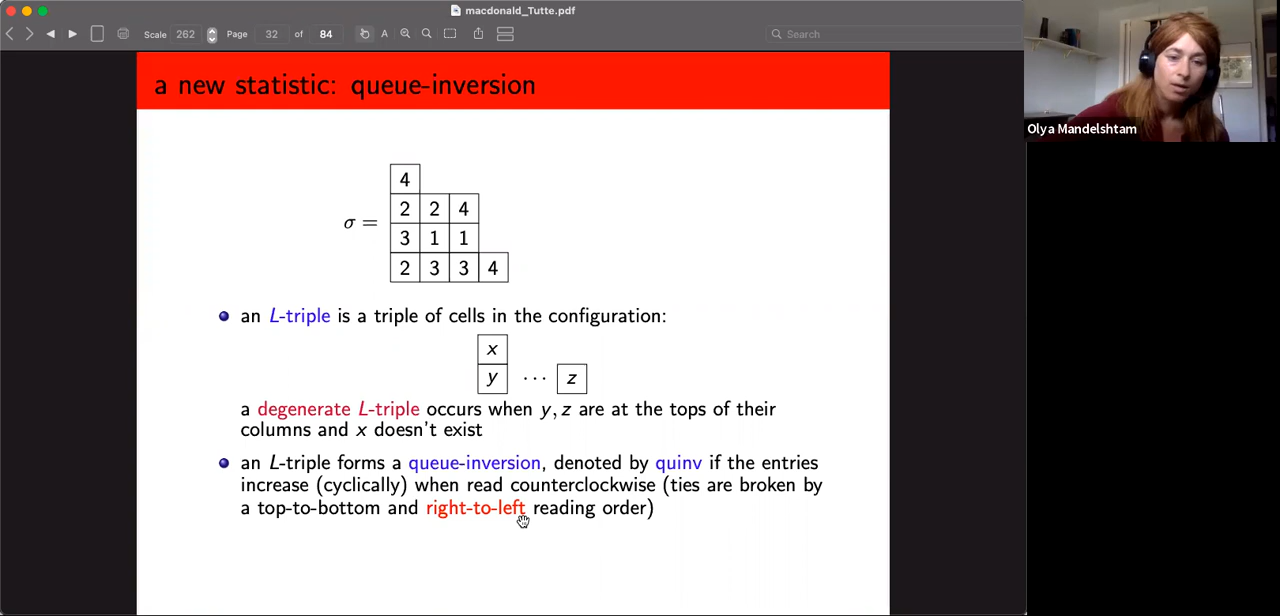 macdonald_Tutte.pdf
Scale 262 Page 32 of 84 A Search
a new statistic: queue-inversion
4
2 2 4
σ =
3 1 1
2 3 3 4
an L-triple is a triple of cells in the configuration:
x
y ··· z
a degenerate L-triple occurs when y, z are at the tops of their
columns and x doesn't exist
an L-triple forms a queue-inversion, denoted by quinv if the entries
increase (cyclically) when read counterclockwise (ties are broken by
a top-to-bottom and right-to-left reading order)
Olya Mandelshtam